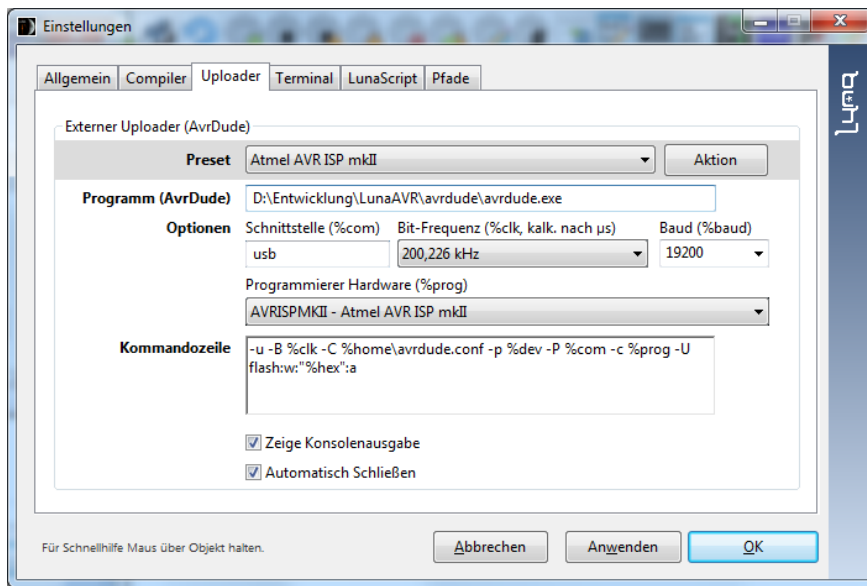 Einstellungen
Allgemein Compiler Uploader Terminal LunaScript Pfade
Externer Uploader (AvrDude)
Preset Atmel AVR ISP mkII Aktion
Programm (AvrDude) D:\Entwicklung\LunaAVR\avrdude\avrdude.exe
Optionen Schnittstelle (%com) Bit-Frequenz (%clk, kalk. nach µs) Baud (%baud)
usb 200,226 kHz 19200
Programmierer Hardware (%prog)
AVRISPMKII - Atmel AVR ISP mkII
Kommandozeile -u -B %clk -C %home\avrdude.conf -p %dev -P %com -c %prog -U
flash:w:"%hex":a
Zeige Konsolenausgabe
Automatisch Schließen
Für Schnellhilfe Maus über Objekt halten. Abbrechen Anwenden OK